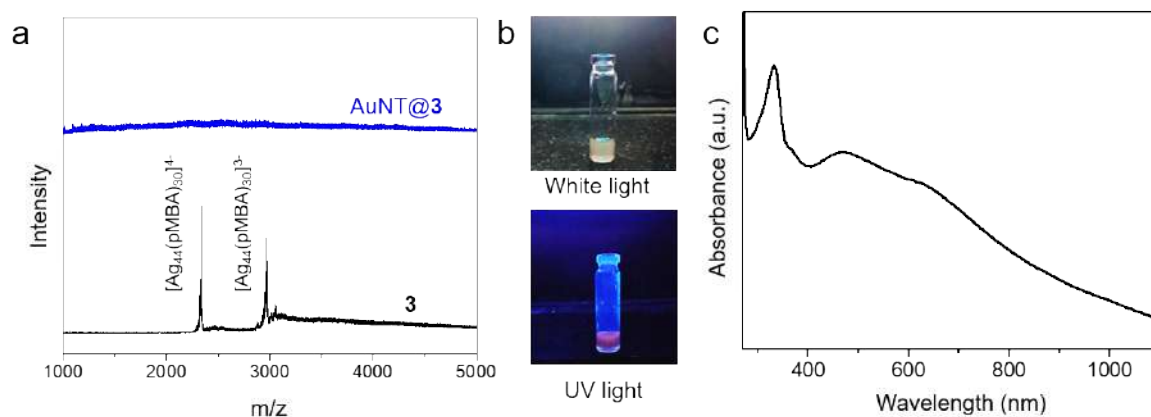 a
Intensity
AuNT@3
[Ag₄₄(pMBA)₃₀]⁴⁻
[Ag₄₄(pMBA)₃₀]³⁻
3
1000 2000 3000 4000 5000
m/z
b
White light
UV light
c
Absorbance (a.u.)
400 600 800 1000
Wavelength (nm)